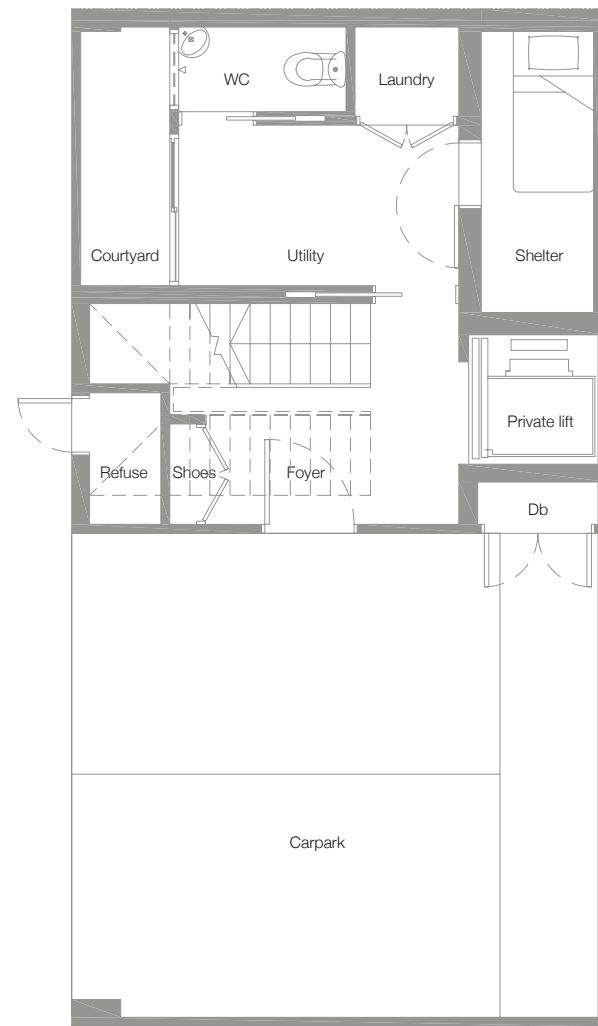 WC
Laundry
Courtyard
Utility
Shelter
Private lift
Refuse
Shoes
Foyer
Db
Carpark